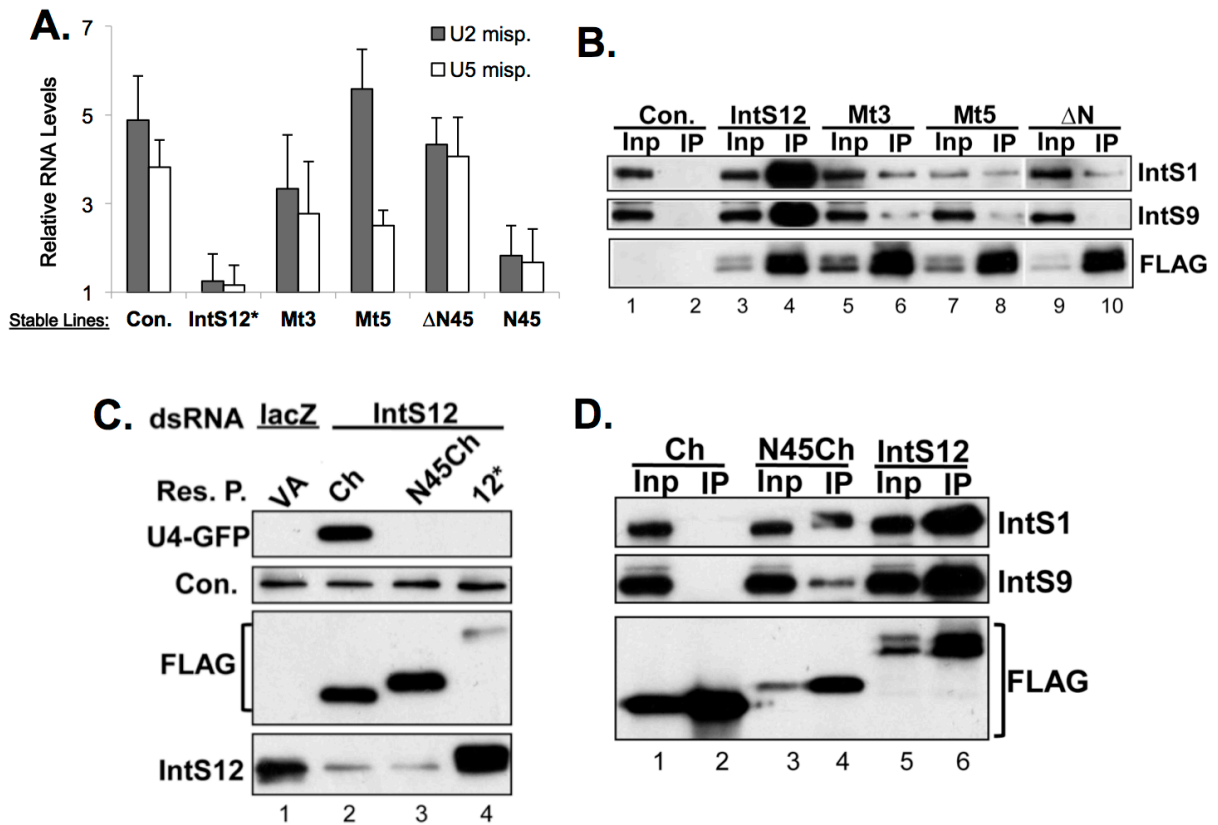 A.
Relative RNA Levels
7
5
3
1
U2 misp.
U5 misp.
Stable Lines: Con. IntS12* Mt3 Mt5 ΔN45 N45
B.
Con. IntS12 Mt3 Mt5 ΔN
Inp IP Inp IP Inp IP Inp IP Inp IP
IntS1
IntS9
FLAG
1 2 3 4 5 6 7 8 9 10
C.
dsRNA lacZ IntS12
Res. P. VA Ch N45Ch 12*
U4-GFP
Con.
FLAG
IntS12
1 2 3 4
D.
Ch N45Ch IntS12
Inp IP Inp IP Inp IP
IntS1
IntS9
FLAG
1 2 3 4 5 6